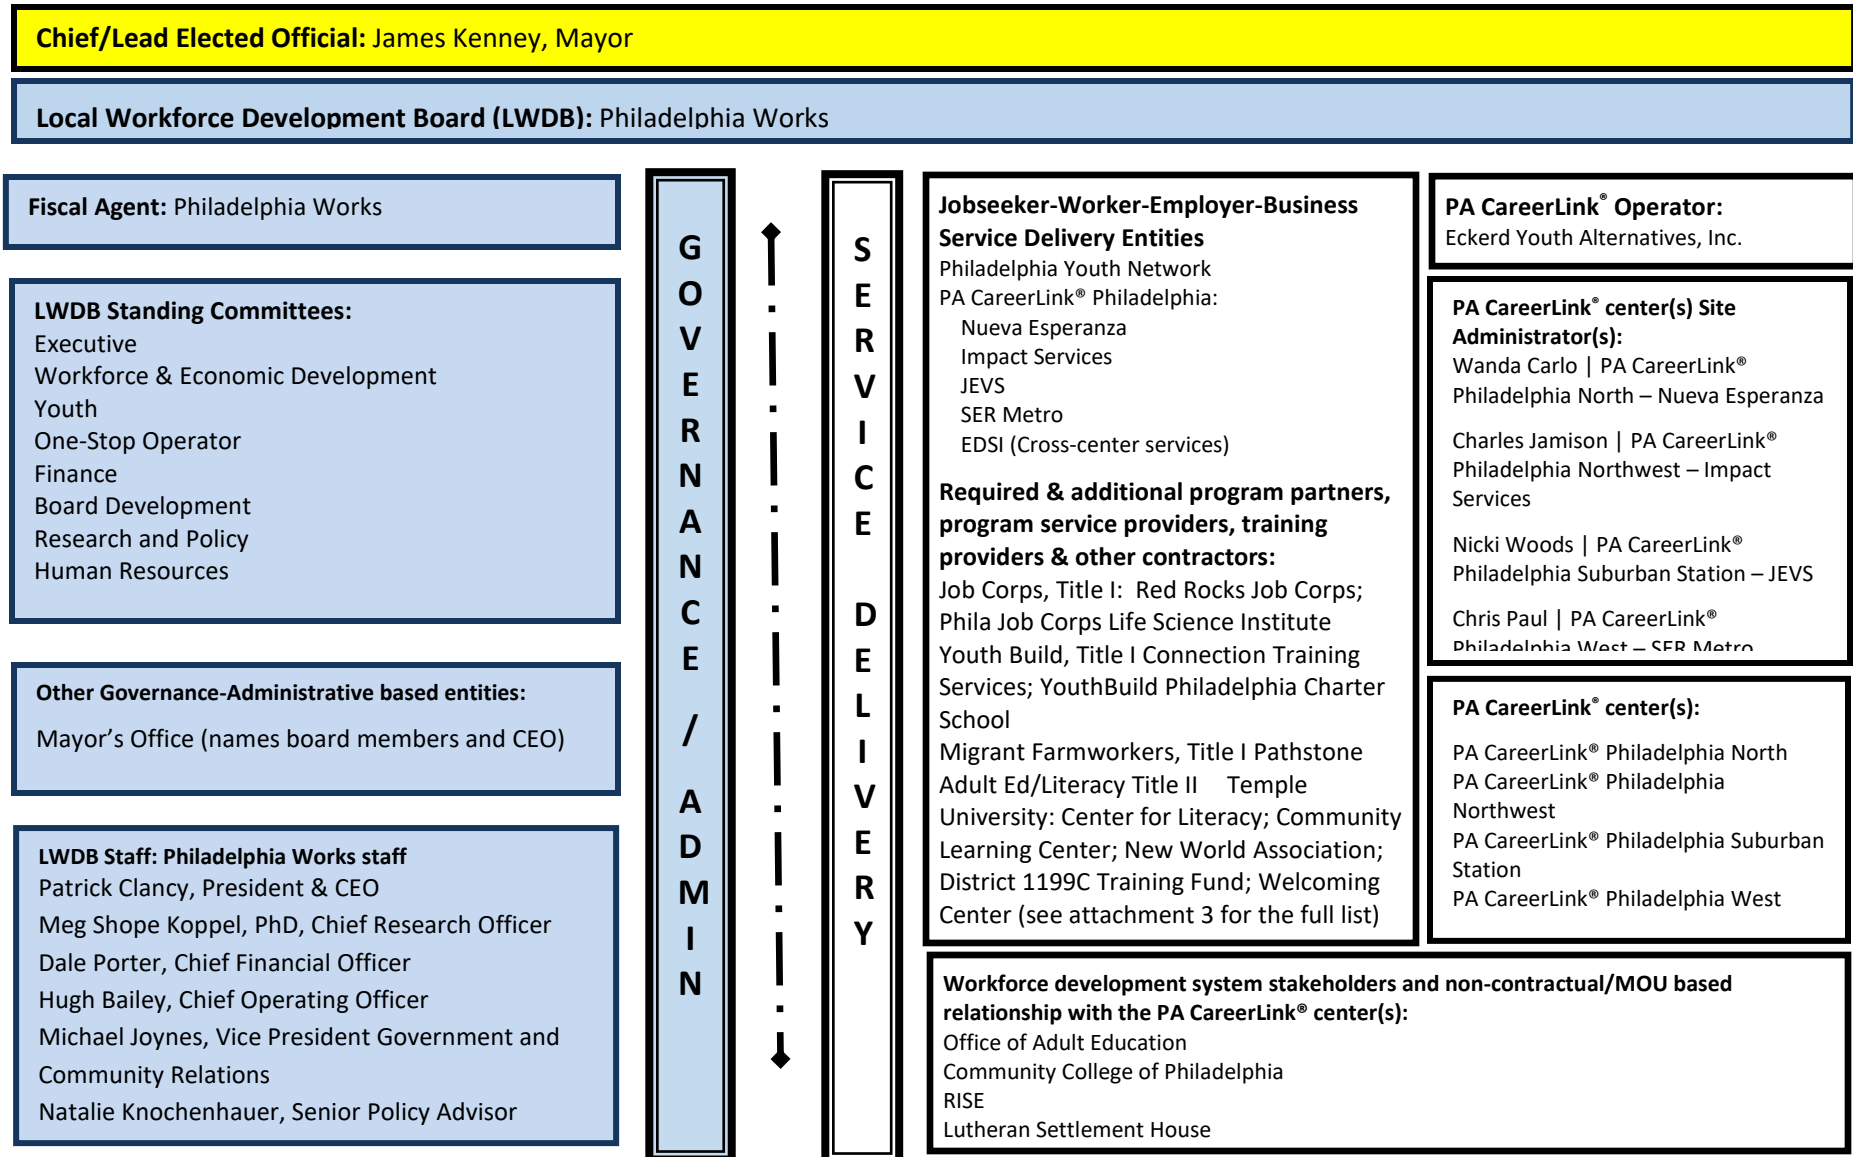 Chief/Lead Elected Official: James Kenney, Mayor
Local Workforce Development Board (LWDB): Philadelphia Works
Fiscal Agent: Philadelphia Works
LWDB Standing Committees:
Executive
Workforce & Economic Development
Youth
One-Stop Operator
Finance
Board Development
Research and Policy
Human Resources
Other Governance-Administrative based entities:
Mayor’s Office (names board members and CEO)
LWDB Staff: Philadelphia Works staff
Patrick Clancy, President & CEO
Meg Shope Koppel, PhD, Chief Research Officer
Dale Porter, Chief Financial Officer
Hugh Bailey, Chief Operating Officer
Michael Joynes, Vice President Government and
Community Relations
Natalie Knochenhauer, Senior Policy Advisor
GOVERNANCE / ADMIN
SERVICE DELIVERY
Jobseeker-Worker-Employer-Business
Service Delivery Entities
Philadelphia Youth Network
PA CareerLink® Philadelphia:
Nueva Esperanza
Impact Services
JEVS
SER Metro
EDSI (Cross-center services)
Required & additional program partners,
program service providers, training
providers & other contractors:
Job Corps, Title I:  Red Rocks Job Corps;
Phila Job Corps Life Science Institute
Youth Build, Title I Connection Training
Services; YouthBuild Philadelphia Charter
School
Migrant Farmworkers, Title I Pathstone
Adult Ed/Literacy Title II    Temple
University: Center for Literacy; Community
Learning Center; New World Association;
District 1199C Training Fund; Welcoming
Center (see attachment 3 for the full list)
PA CareerLink® Operator:
Eckerd Youth Alternatives, Inc.
PA CareerLink® center(s) Site
Administrator(s):
Wanda Carlo | PA CareerLink®
Philadelphia North – Nueva Esperanza
Charles Jamison | PA CareerLink®
Philadelphia Northwest – Impact
Services
Nicki Woods | PA CareerLink®
Philadelphia Suburban Station – JEVS
Chris Paul | PA CareerLink®
Philadelphia West – SER Metro
PA CareerLink® center(s):
PA CareerLink® Philadelphia North
PA CareerLink® Philadelphia
Northwest
PA CareerLink® Philadelphia Suburban
Station
PA CareerLink® Philadelphia West
Workforce development system stakeholders and non-contractual/MOU based
relationship with the PA CareerLink® center(s):
Office of Adult Education
Community College of Philadelphia
RISE
Lutheran Settlement House